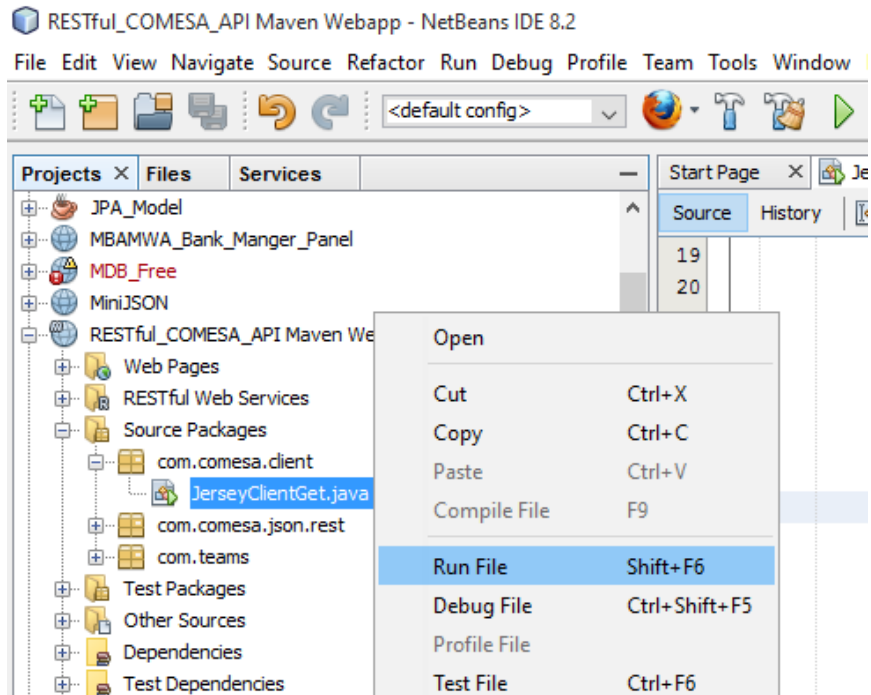 RESTful_COMESA_API Maven Webapp - NetBeans IDE 8.2
File Edit View Navigate Source Refactor Run Debug Profile Team Tools Window
<default config>
Projects Files Services
Start Page
Source History
JPA_Model
MBAMWA_Bank_Manger_Panel
MDB_Free
MiniJSON
RESTful_COMESA_API Maven We
Web Pages
RESTful Web Services
Source Packages
com.comesa.client
JerseyClientGet.java
com.comesa.json.rest
com.teams
Test Packages
Other Sources
Dependencies
Test Dependencies
19
20
Open
Cut Ctrl+X
Copy Ctrl+C
Paste Ctrl+V
Compile File F9
Run File Shift+F6
Debug File Ctrl+Shift+F5
Profile File
Test File Ctrl+F6